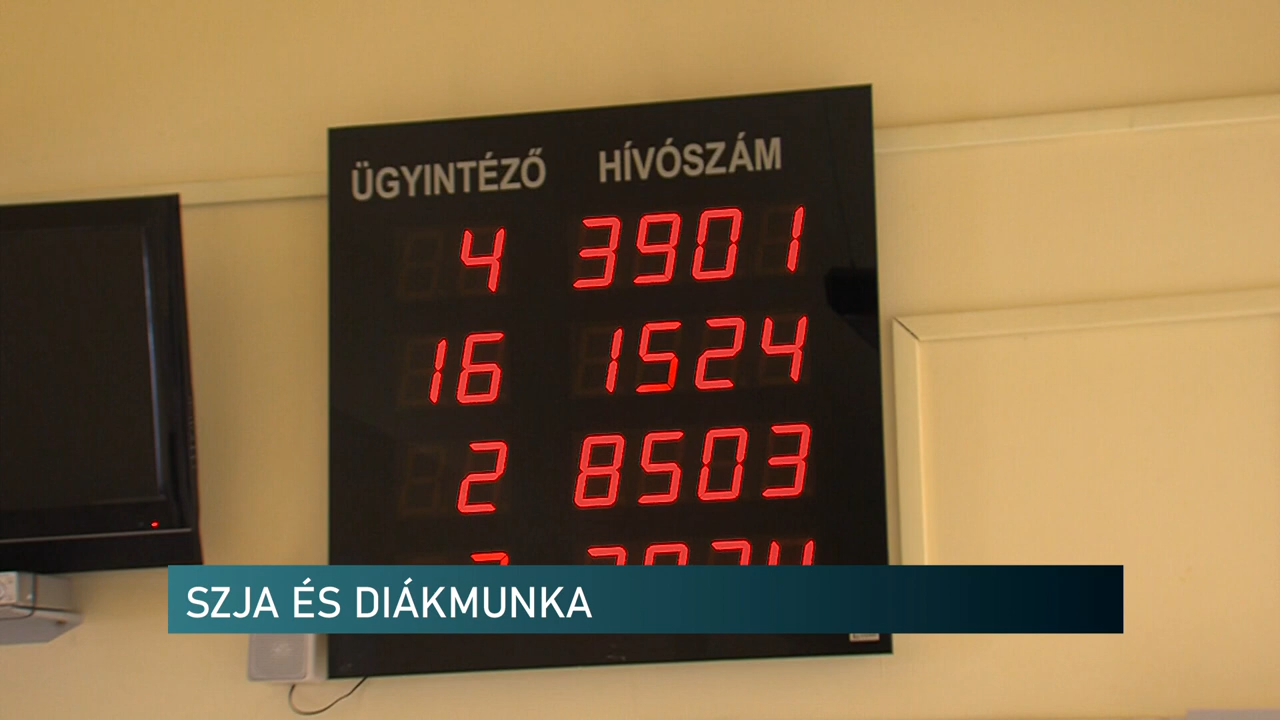 ÜGYINTÉZŐ HÍVÓSZÁM
4 3901
16 1524
2 8503
SZJA ÉS DIÁKMUNKA